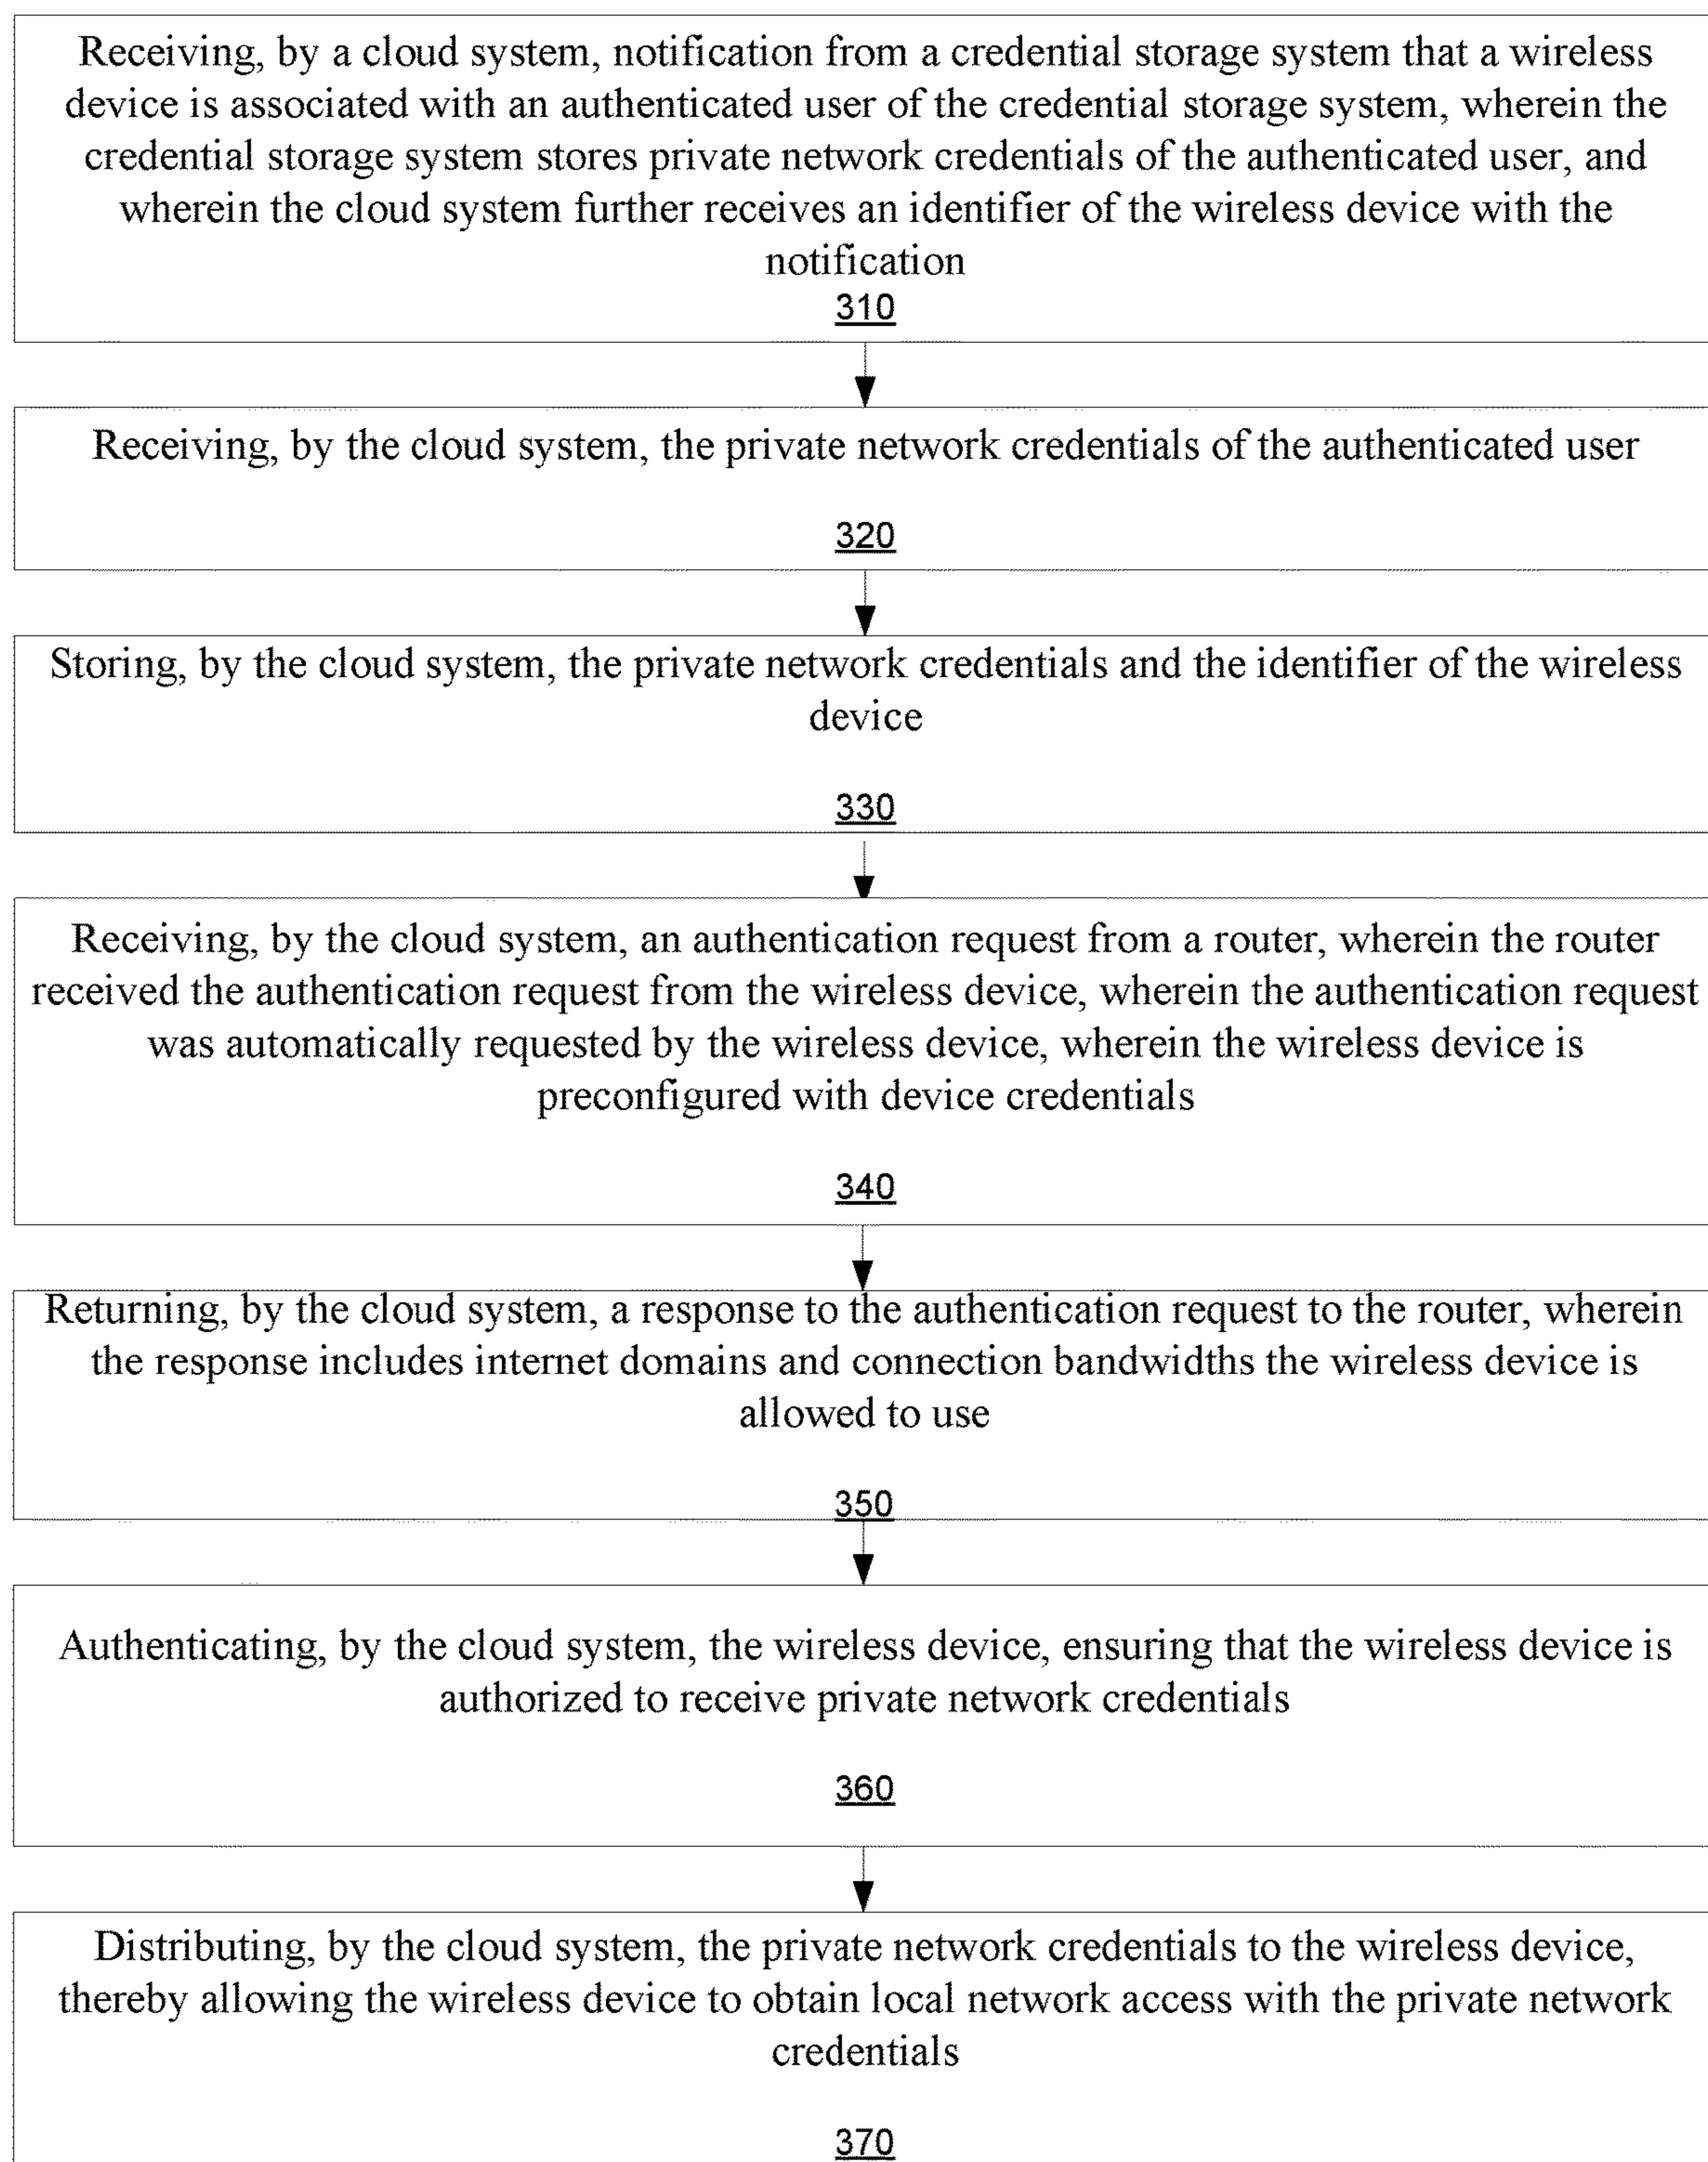 Receiving, by a cloud system, notification from a credential storage system that a wireless
device is associated with an authenticated user of the credential storage system, wherein the
credential storage system stores private network credentials of the authenticated user, and
wherein the cloud system further receives an identifier of the wireless device with the
notification
310
Receiving, by the cloud system, the private network credentials of the authenticated user
320
Storing, by the cloud system, the private network credentials and the identifier of the wireless
device
330
Receiving, by the cloud system, an authentication request from a router, wherein the router
received the authentication request from the wireless device, wherein the authentication request
was automatically requested by the wireless device, wherein the wireless device is
preconfigured with device credentials
340
Returning, by the cloud system, a response to the authentication request to the router, wherein
the response includes internet domains and connection bandwidths the wireless device is
allowed to use
350
Authenticating, by the cloud system, the wireless device, ensuring that the wireless device is
authorized to receive private network credentials
360
Distributing, by the cloud system, the private network credentials to the wireless device,
thereby allowing the wireless device to obtain local network access with the private network
credentials
370